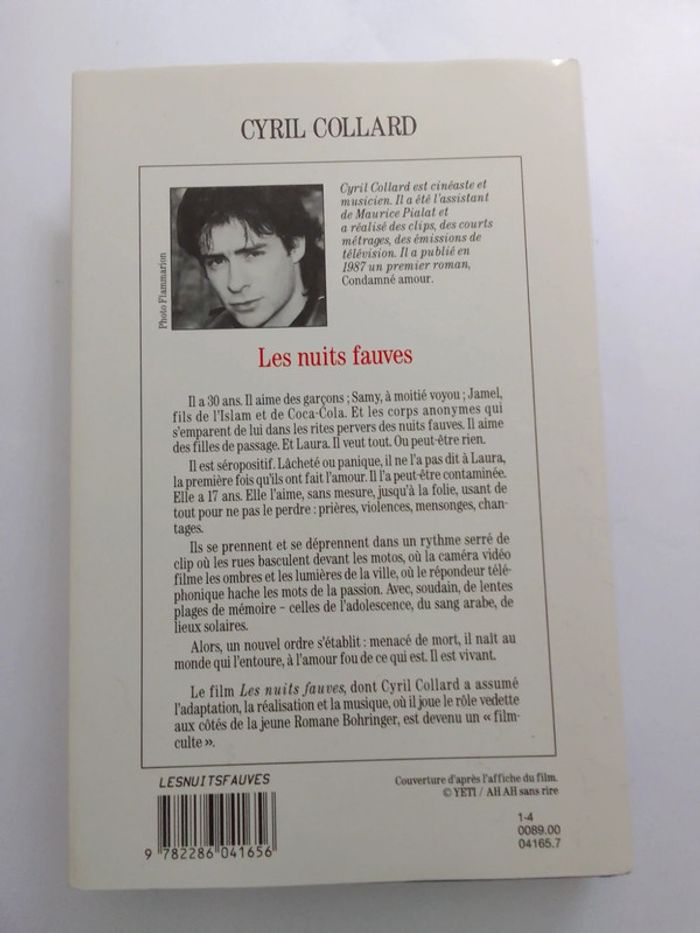 CYRIL COLLARD
Photo Flammarion
Cyril Collard est cinéaste et
musicien. Il a été l'assistant
de Maurice Pialat et
a réalisé des clips, des courts
métrages, des émissions de
télévision. Il a publié en
1987 un premier roman,
Condamné amour.
Les nuits fauves
Il a 30 ans. Il aime des garçons ; Samy, à moitié voyou ; Jamel,
fils de l'Islam et de Coca-Cola. Et les corps anonymes qui
s'emparent de lui dans les rites pervers des nuits fauves. Il aime
des filles de passage. Et Laura. Il veut tout. Ou peut-être rien.
Il est séropositif. Lâcheté ou panique, il ne l'a pas dit à Laura,
la première fois qu'ils ont fait l'amour. Il l'a peut-être contaminée.
Elle a 17 ans. Elle l'aime, sans mesure, jusqu'à la folie, usant de
tout pour ne pas le perdre : prières, violences, mensonges, chan-
tages.
Ils se prennent et se déprennent dans un rythme serré de
clip où les rues basculent devant les motos, où la caméra vidéo
filme les ombres et les lumières de la ville, où le répondeur télé-
phonique hache les mots de la passion. Avec, soudain, de lentes
plages de mémoire – celles de l'adolescence, du sang arabe, de
lieux solaires.
Alors, un nouvel ordre s'établit : menacé de mort, il naît au
monde qui l'entoure, à l'amour fou de ce qui est. Il est vivant.
Le film Les nuits fauves, dont Cyril Collard a assumé
l'adaptation, la réalisation et la musique, où il joue le rôle vedette
aux côtés de la jeune Romane Bohringer, est devenu un « film-
culte ».
LESNUITSFAUVES
9 782286 041656
Couverture d'après l'affiche du film.
© YETI / AH AH sans rire
1-4
0089.00
04165.7